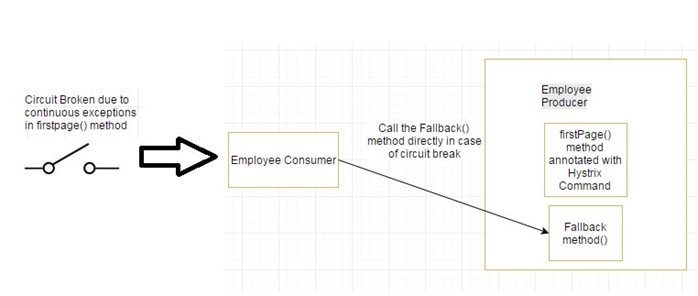 Circuit Broken due to
continuous exceptions
in firstpage() method
Employee Consumer
Call the Fallback()
method directly in case
of circuit break
Employee
Producer
firstPage()
method
annotated with
Hystrix
Command
Fallback
method()